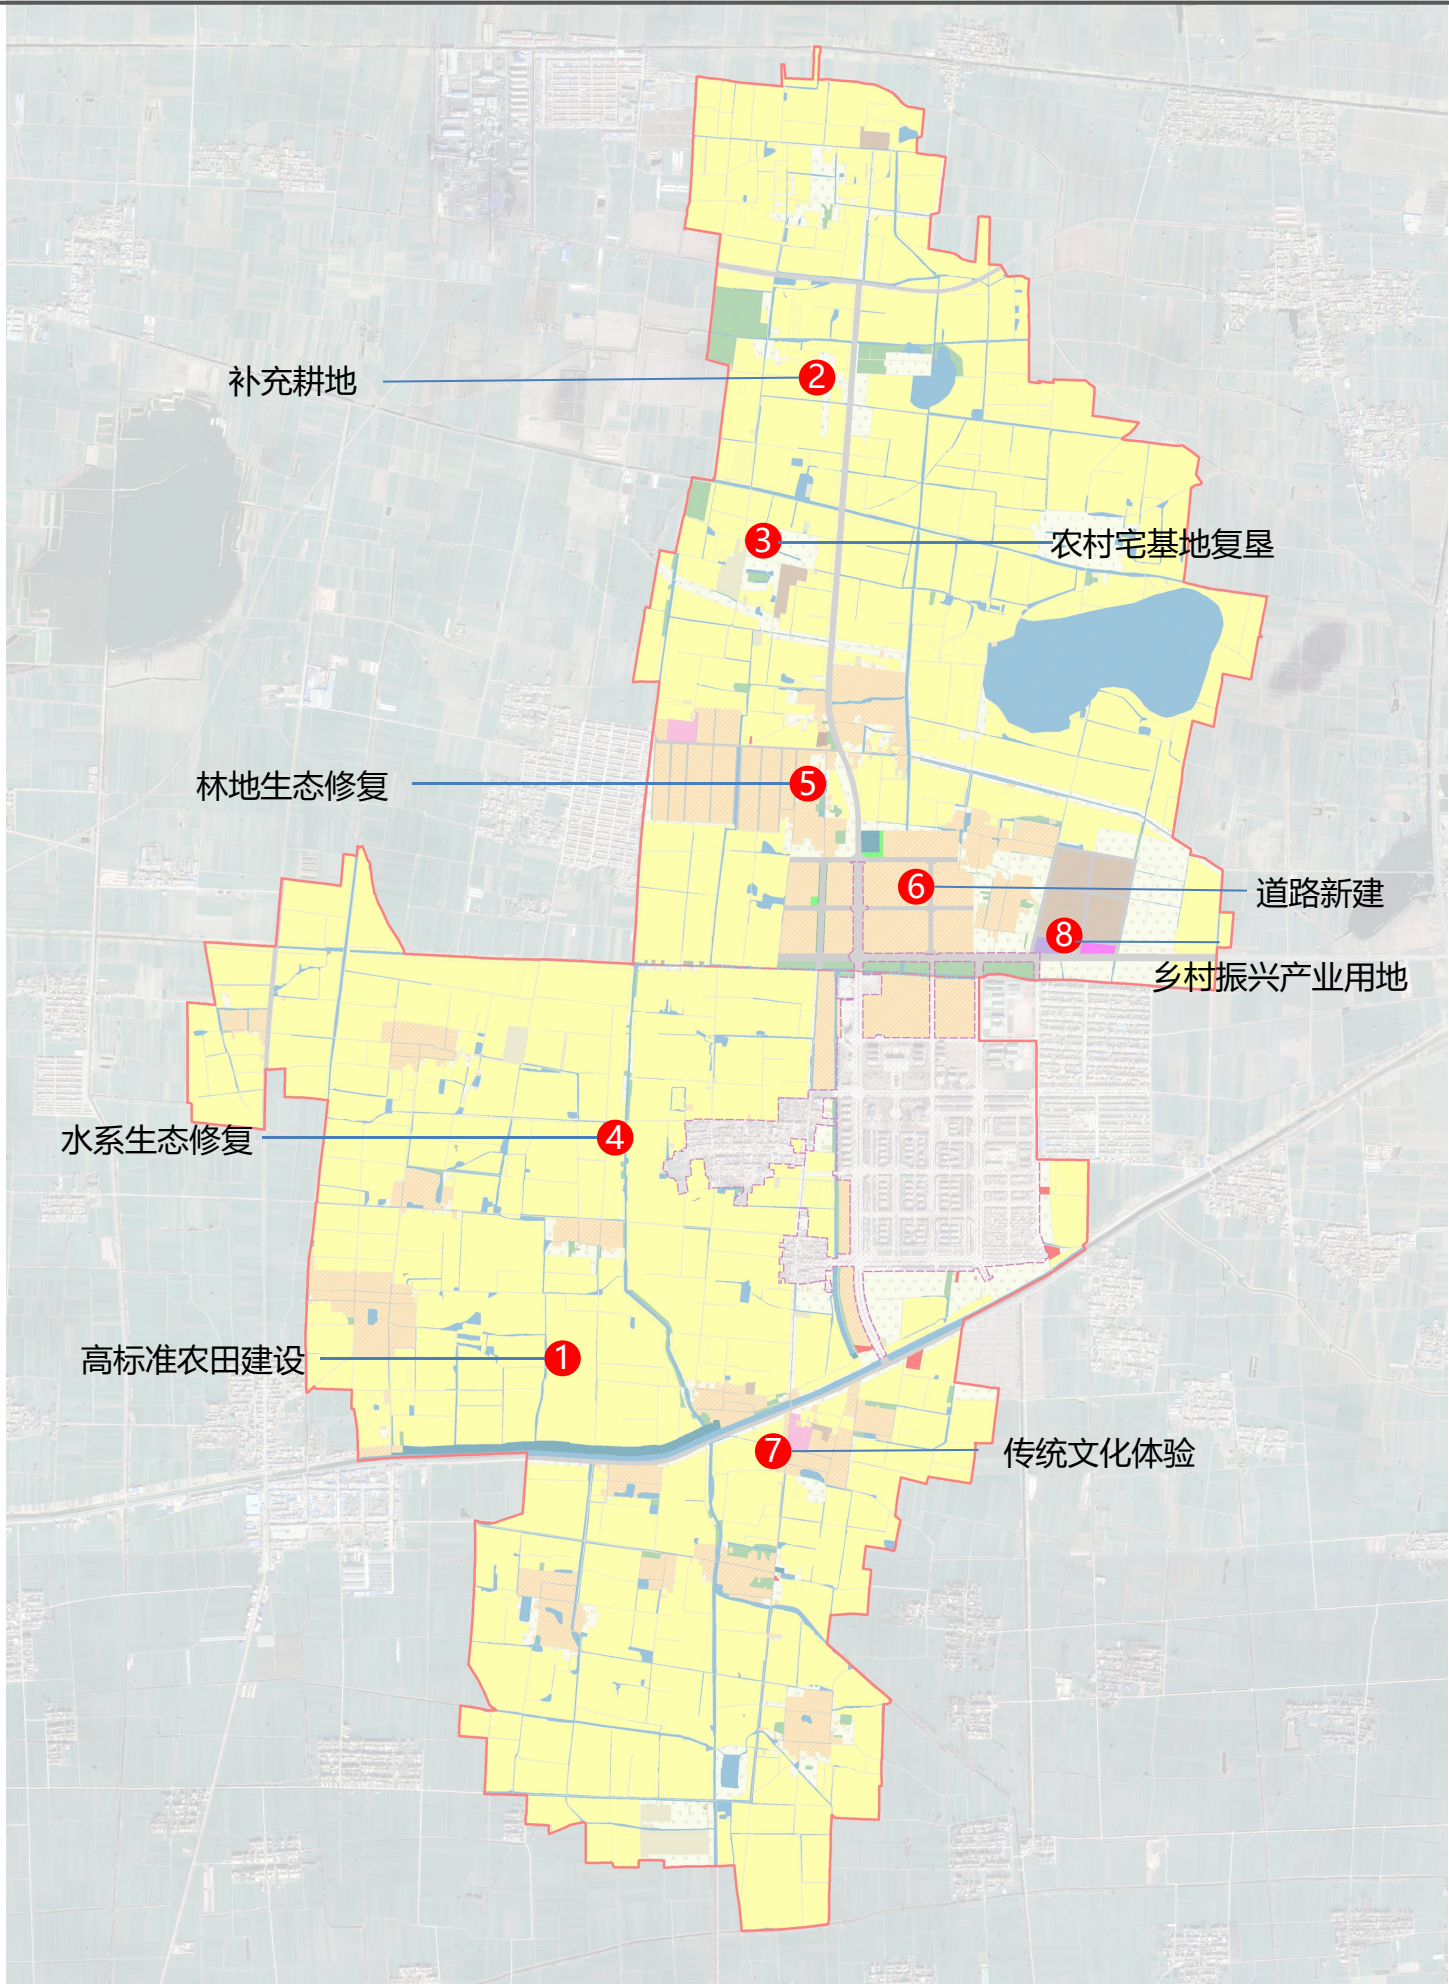 补充耕地
2
3
农村宅基地复垦
林地生态修复
5
6
道路新建
8
乡村振兴产业用地
水系生态修复
4
高标准农田建设
1
7
传统文化体验